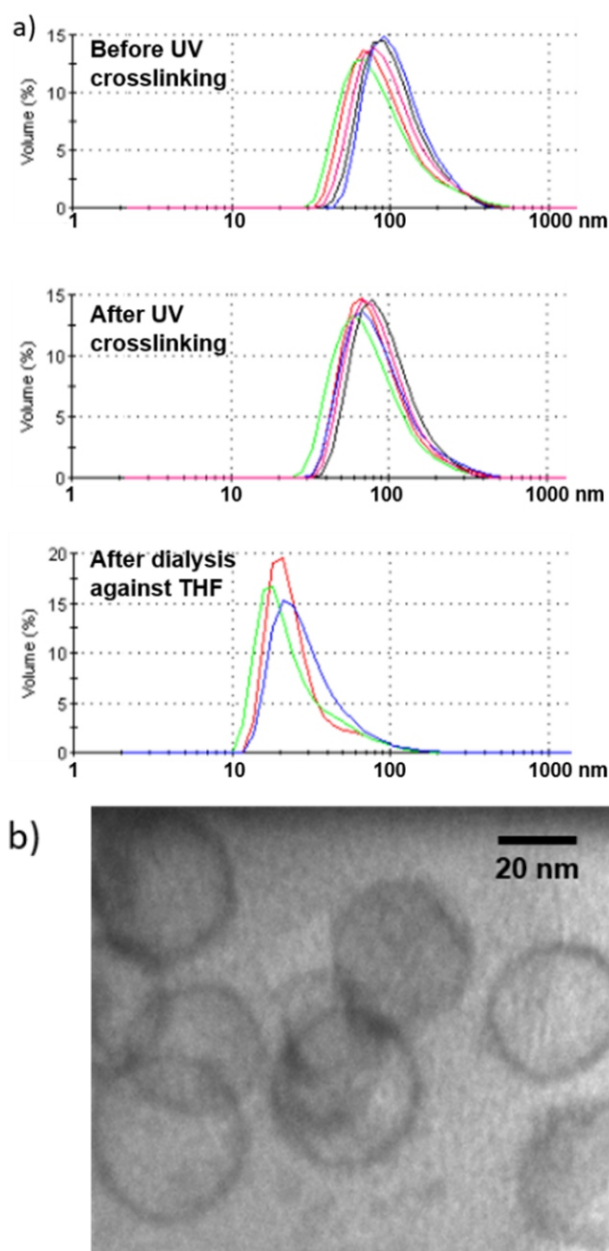 a)
Before UV
crosslinking
Volume (%)
15
10
5
0
1 10 100 1000 nm
After UV
crosslinking
Volume (%)
15
10
5
0
1 10 100 1000 nm
After dialysis
against THF
Volume (%)
20
15
10
5
0
1 10 100 1000 nm
b)
20 nm